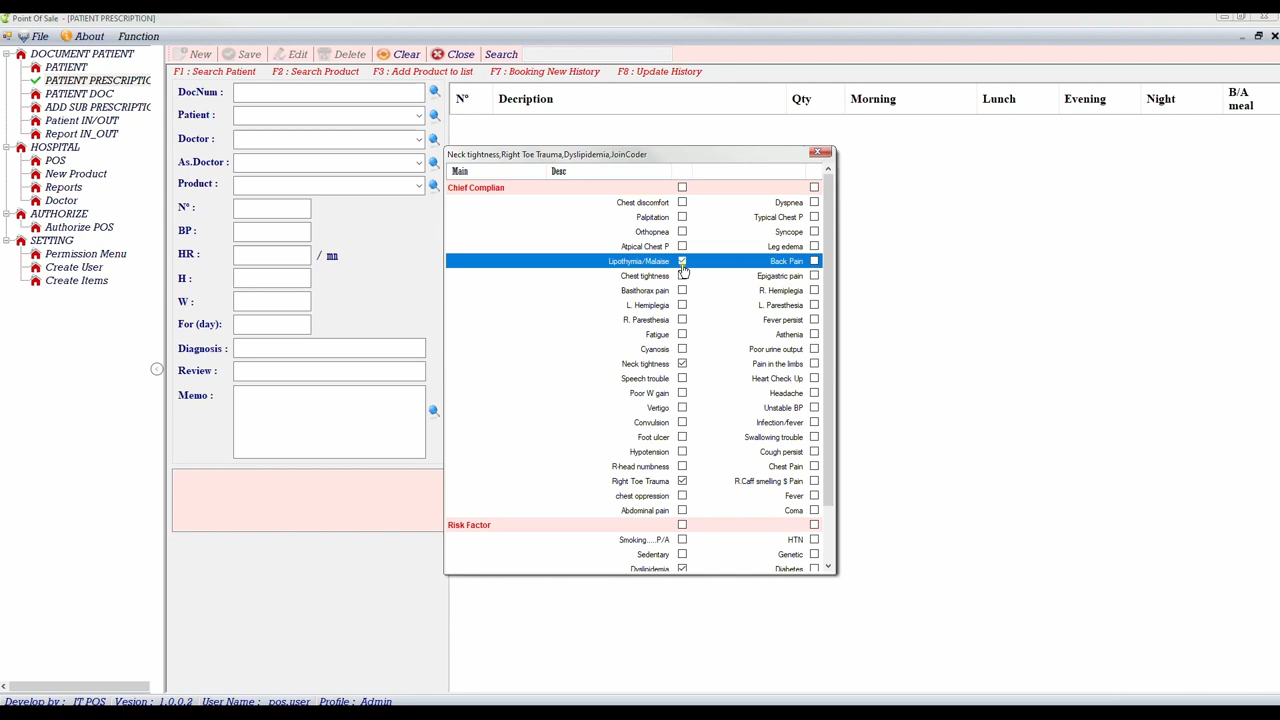 Point Of Sale - [PATIENT PRESCRIPTION]
File About Function
DOCUMENT PATIENT
PATIENT
PATIENT PRESCRIPTIC
PATIENT DOC
ADD SUB PRESCRIPTIC
Patient IN/OUT
Report IN_OUT
HOSPITAL
POS
New Product
Reports
Doctor
AUTHORIZE
Authorize POS
SETTING
Permission Menu
Create User
Create Items
New Save Edit Delete Clear Close Search
F1 : Search Patient F2 : Search Product F3 : Add Product to list F7 : Booking New History F8 : Update History
DocNum :
Patient :
Doctor :
As.Doctor :
Product :
Nº :
BP :
HR : / mn
H :
W :
For (day):
Diagnosis :
Review :
Memo :
Nº Decription Qty Morning Lunch Evening Night B/A
meal
Neck tightness,Right Toe Trauma,Dyslipidemia,JoinCoder
Main Desc
Chief Complian
Chest discomfort Dyspnea
Palpitation Typical Chest P
Orthopnea Syncope
Atpical Chest P Leg edema
Lipothymia/Malaise Back Pain
Chest tightness Epigastric pain
Basithorax pain R. Hemiplegia
L. Hemiplegia L. Paresthesia
R. Paresthesia Fever persist
Fatigue Asthenia
Cyanosis Poor urine output
Neck tightness Pain in the limbs
Speech trouble Heart Check Up
Poor W gain Headache
Vertigo Unstable BP
Convulsion Infection/fever
Foot ulcer Swallowing trouble
Hypotension Cough persist
R-head numbness Chest Pain
Right Toe Trauma R.Caff smelling $ Pain
chest oppression Fever
Abdominal pain Coma
Risk Factor
Smoking.....P/A HTN
Sedentary Genetic
Dyslipidemia Diabetes
Develop by : IT POS Vesion : 1.0.0.2 User Name : pos.user Profile : Admin